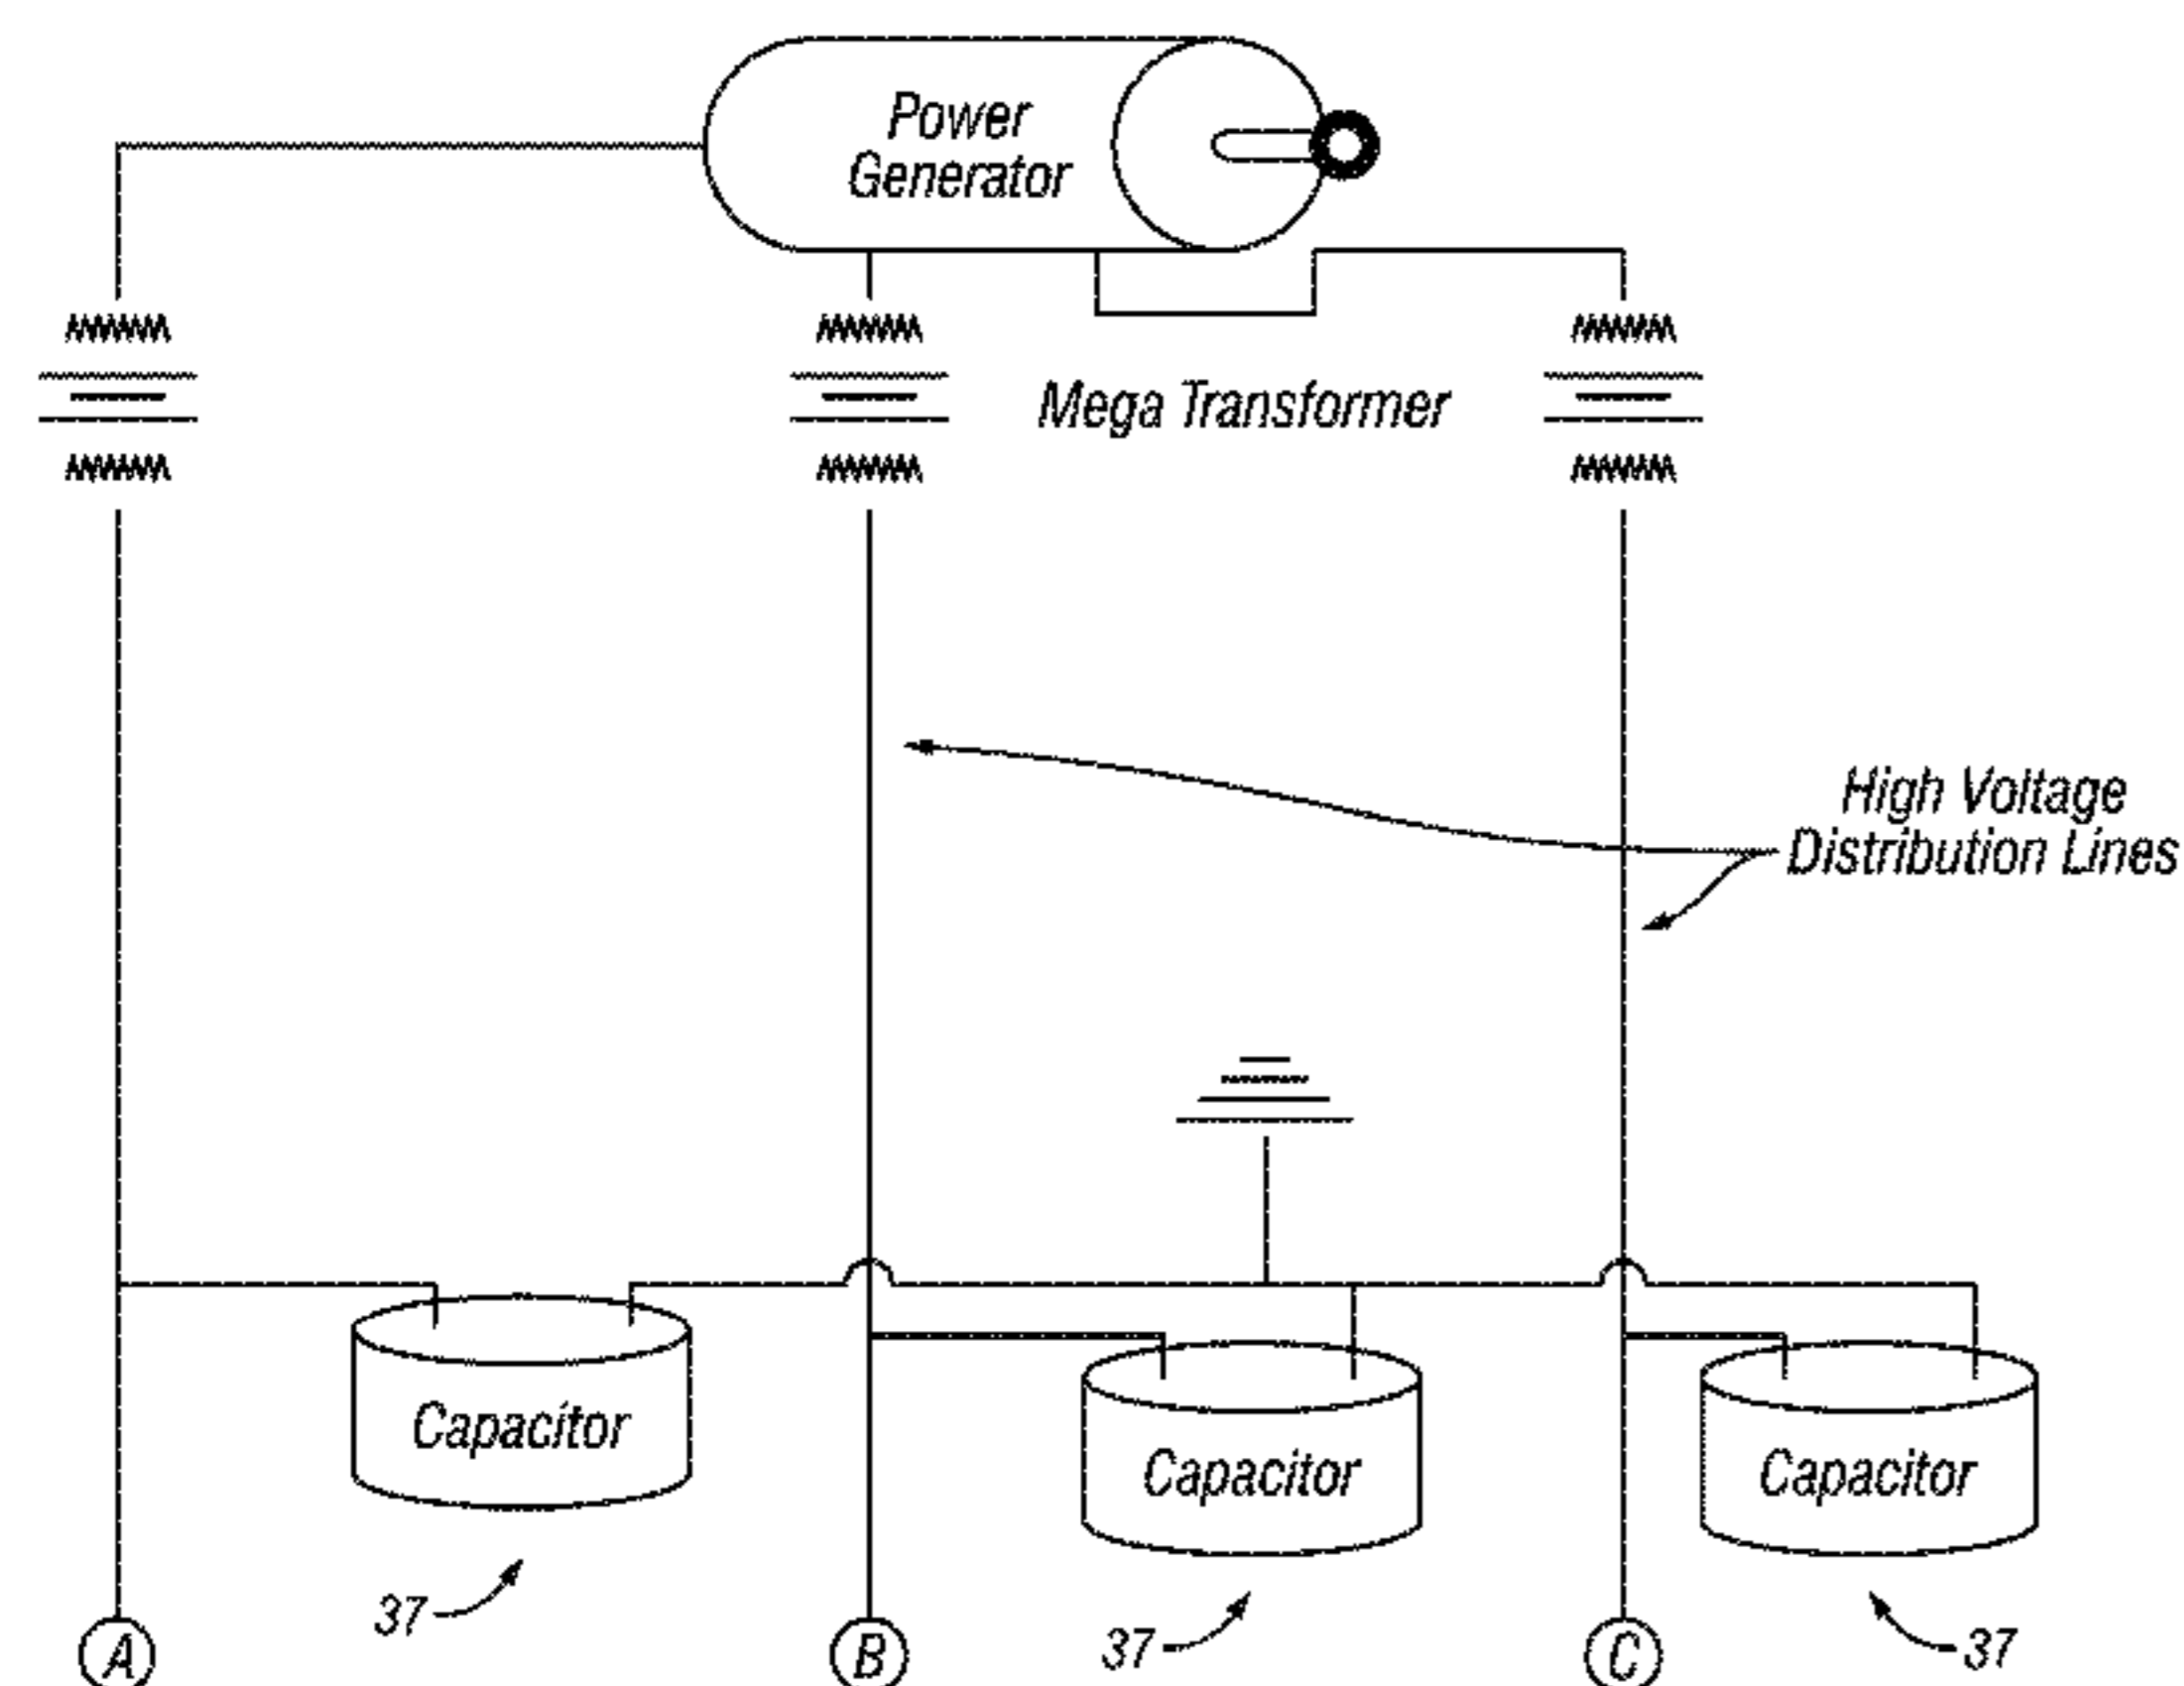 Power
Generator
Mega Transformer
High Voltage
Distribution Lines
Capacitor
Capacitor
Capacitor
37
37
37
A
B
C